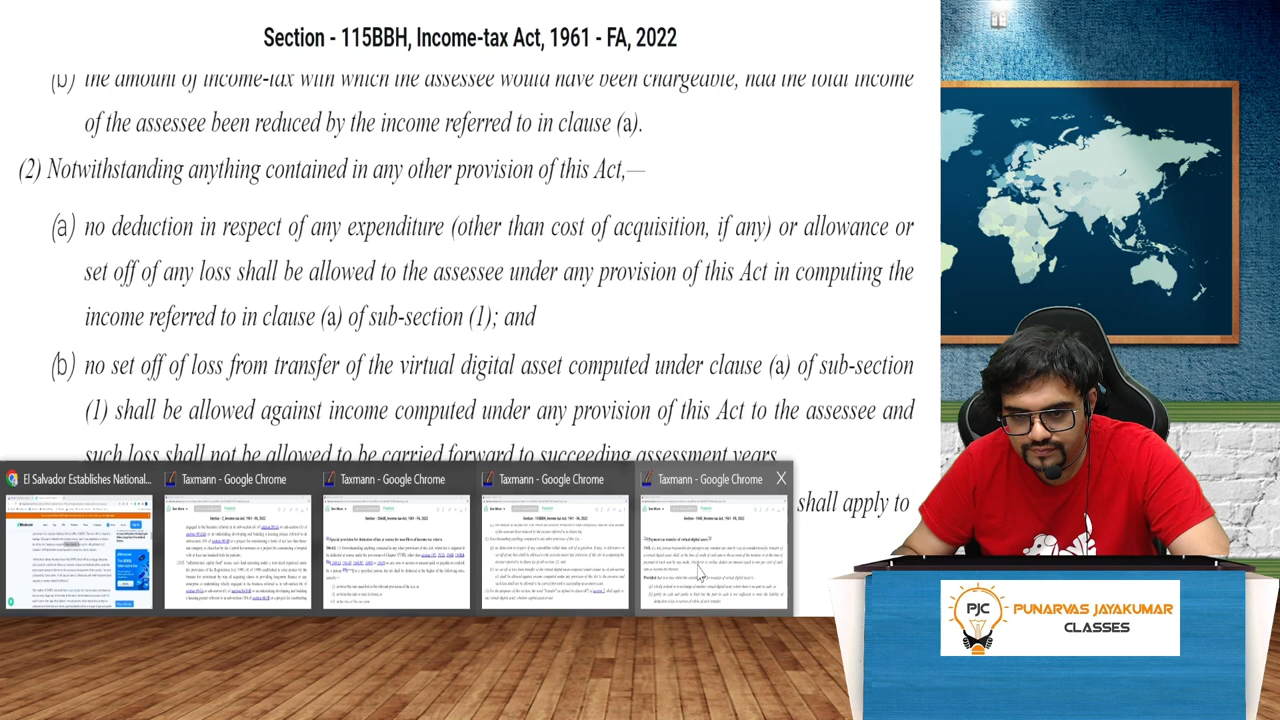 Section - 115BBH, Income-tax Act, 1961 - FA, 2022
(b) the amount of income-tax with which the assessee would have been chargeable, had the total income
of the assessee been reduced by the income referred to in clause (a).
(2) Notwithstanding anything contained in any other provision of this Act,—
(a) no deduction in respect of any expenditure (other than cost of acquisition, if any) or allowance or
set off of any loss shall be allowed to the assessee under any provision of this Act in computing the
income referred to in clause (a) of sub-section (1); and
(b) no set off of loss from transfer of the virtual digital asset computed under clause (a) of sub-section
(1) shall be allowed against income computed under any provision of this Act to the assessee and
such loss shall not be allowed to be carried forward to succeeding assessment years.
shall apply to
El Salvador Establishes National...
Taxmann - Google Chrome
Taxmann - Google Chrome
Taxmann - Google Chrome
Taxmann - Google Chrome
X
PJC
PUNARVAS JAYAKUMAR
CLASSES